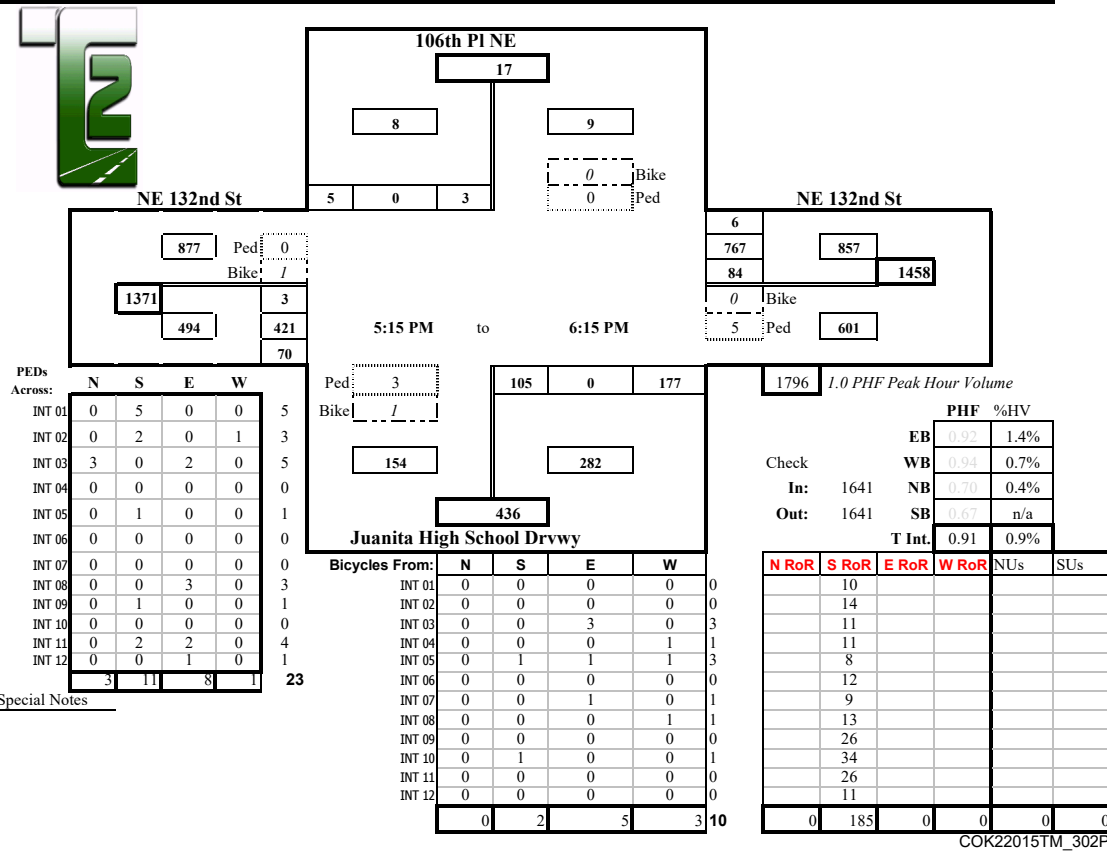 TC2
106th Pl NE
17
8 9
0 Bike
NE 132nd St 5 0 3 0 Ped NE 132nd St
6
877 Ped 0 767 857
Bike 1 84 1458
1371 3 0 Bike
494 421 5:15 PM to 6:15 PM 5 Ped 601
70
PEDs
Across: N S E W Ped 3 105 0 177 1796 1.0 PHF Peak Hour Volume
INT 01 0 5 0 0 5 Bike 1 PHF %HV
INT 02 0 2 0 1 3 EB 0.92 1.4%
INT 03 3 0 2 0 5 154 282 Check WB 0.94 0.7%
INT 04 0 0 0 0 0 In: 1641 NB 0.70 0.4%
INT 05 0 1 0 0 1 436 Out: 1641 SB 0.67 n/a
INT 06 0 0 0 0 0 Juanita High School Drvwy T Int. 0.91 0.9%
INT 07 0 0 0 0 0 Bicycles From: N S E W N RoR S RoR E RoR W RoR NUs SUs
INT 08 0 0 3 0 3 INT 01 0 0 0 0 0 10
INT 09 0 1 0 0 1 INT 02 0 0 0 0 0 14
INT 10 0 0 0 0 0 INT 03 0 0 3 0 3 11
INT 11 0 2 2 0 4 INT 04 0 0 0 1 1 11
INT 12 0 0 1 0 1 INT 05 0 1 1 1 3 8
3 11 8 1 23 INT 06 0 0 0 0 0 12
Special Notes INT 07 0 0 1 0 1 9
INT 08 0 0 0 1 1 13
INT 09 0 0 0 0 0 26
INT 10 0 1 0 0 1 34
INT 11 0 0 0 0 0 26
INT 12 0 0 0 0 0 11
0 2 5 3 10 0 185 0 0 0 0
COK22015TM_302P